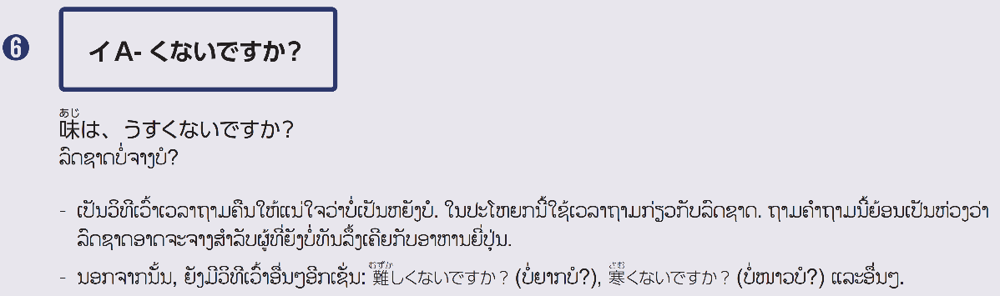 6
イA- くないですか？
あじ
味は、うすくないですか？
ລົດຊາດບໍ່ຈາງບໍ?
- ເປັນວິທີເວົ້າເວລາຖາມຄືນໃຫ້ແນ່ໃຈວ່າບໍ່ເປັນຫຍັງບໍ. ໃນປະໂຫຍກນີ້ໃຊ້ເວລາຖາມກ່ຽວກັບລົດຊາດ. ຖາມຄຳຖາມນີ້ຍ້ອນເປັນຫ່ວງວ່າ
ລົດຊາດອາດຈະຈາງສຳລັບຜູ້ທີ່ຍັງບໍ່ທັນລຶ້ງເຄີຍກັບອາຫານຍີ່ປຸ່ນ.
むずか さむ
- ນອກຈາກນັ້ນ, ຍັງມີວິທີເວົ້າອື່ນໆອີກເຊັ່ນ: 難しくないですか？(ບໍ່ຍາກບໍ?), 寒くないですか？(ບໍ່ໜາວບໍ?) ແລະອື່ນໆ.